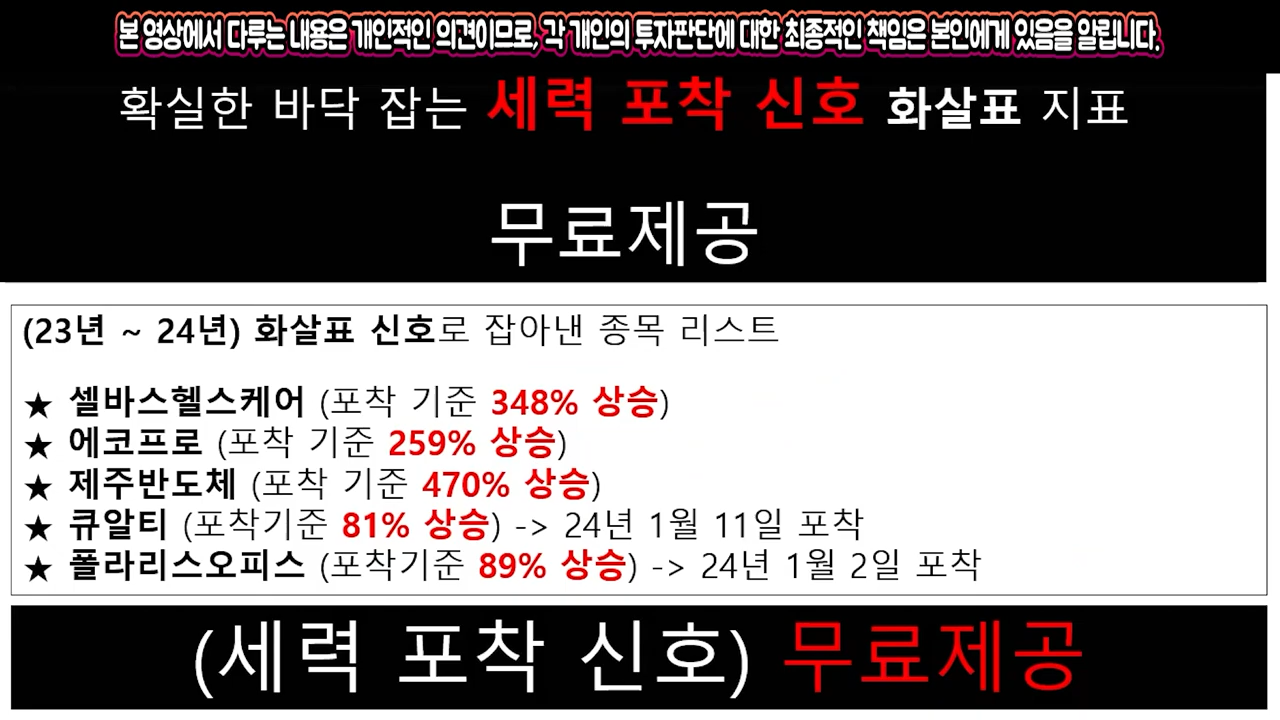 본 영상에서 다루는 내용은 개인적인 의견이므로, 각 개인의 투자판단에 대한 최종적인 책임은 본인에게 있음을 알립니다.
확실한 바닥 잡는 세력 포착 신호 화살표 지표
무료제공
(23년 ~ 24년) 화살표 신호로 잡아낸 종목 리스트
★ 셀바스헬스케어 (포착 기준 348% 상승)
★ 에코프로 (포착 기준 259% 상승)
★ 제주반도체 (포착 기준 470% 상승)
★ 큐알티 (포착기준 81% 상승) -> 24년 1월 11일 포착
★ 폴라리스오피스 (포착기준 89% 상승) -> 24년 1월 2일 포착
(세력 포착 신호) 무료제공